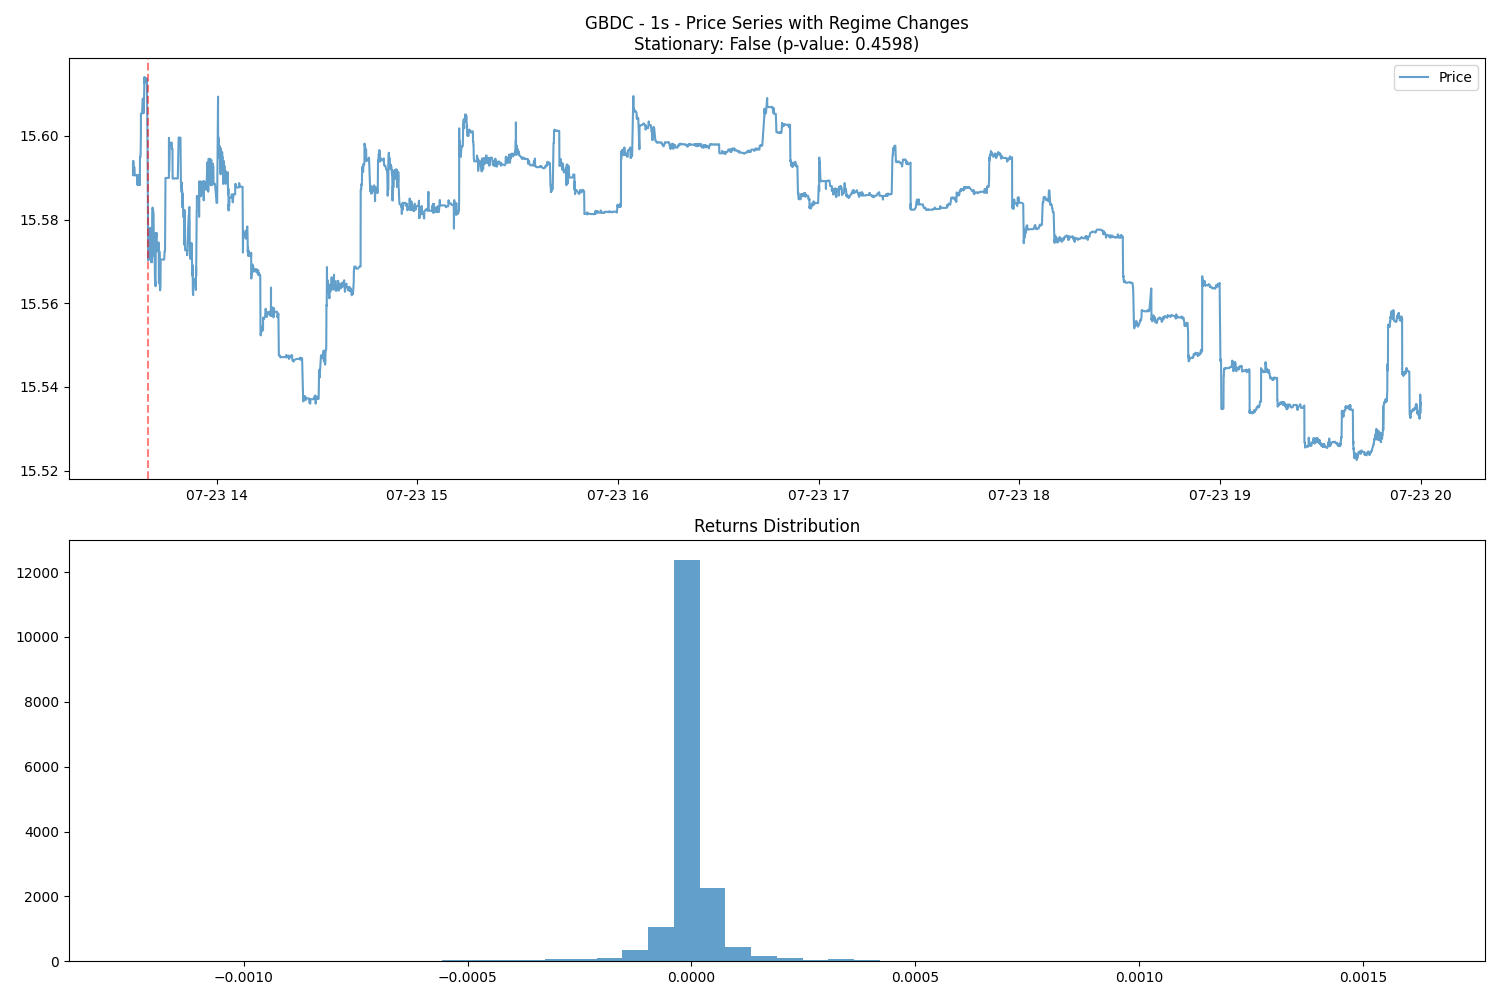 GBDC - 1s - Price Series with Regime Changes
Stationary: False (p-value: 0.4598)
Price
15.60
15.58
15.56
15.54
15.52
07-23 14 07-23 15 07-23 16 07-23 17 07-23 18 07-23 19 07-23 20
Returns Distribution
12000
10000
8000
6000
4000
2000
0
−0.0010 −0.0005 0.0000 0.0005 0.0010 0.0015